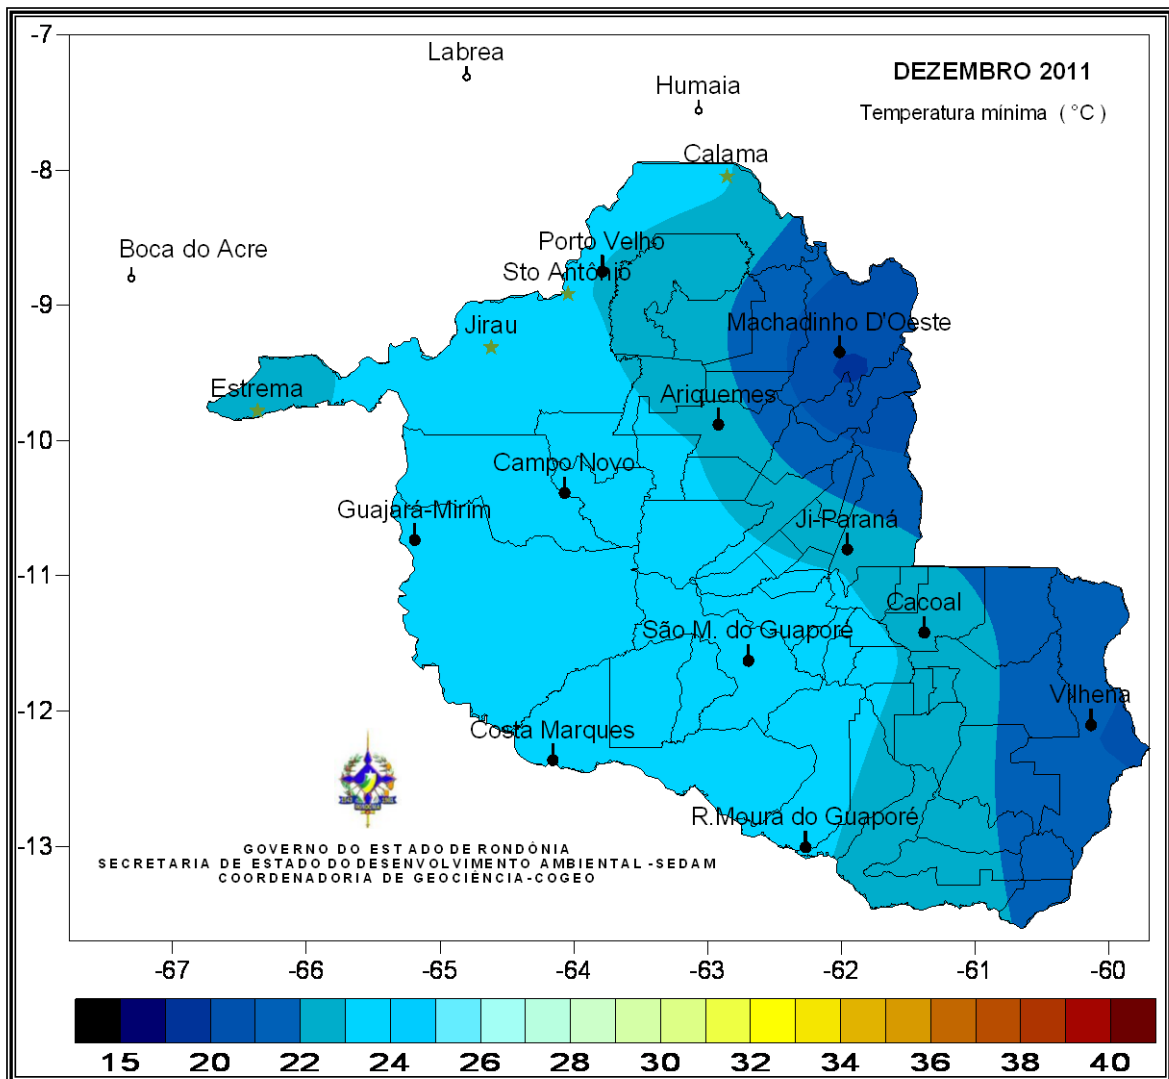 -7
Labrea
DEZEMBRO 2011
Humaia
Temperatura mínima ( °C )
Calama
-8
Boca do Acre
Porto Velho
Sto Antônio
-9
Jirau
Machadinho D'Oeste
Estrema
Ariquemes
-10
Campo Novo
Guajará-Mirim
Ji-Paraná
-11
Cacoal
São M. do Guaporé
Vilhena
-12
Costa Marques
R.Moura do Guaporé
-13
GOVERNO DO ESTADO DE RONDÔNIA
SECRETARIA DE ESTADO DO DESENVOLVIMENTO AMBIENTAL -SEDAM
COORDENADORIA DE GEOCIÊNCIA-COGEO
-67 -66 -65 -64 -63 -62 -61 -60
15 20 22 24 26 28 30 32 34 36 38 40